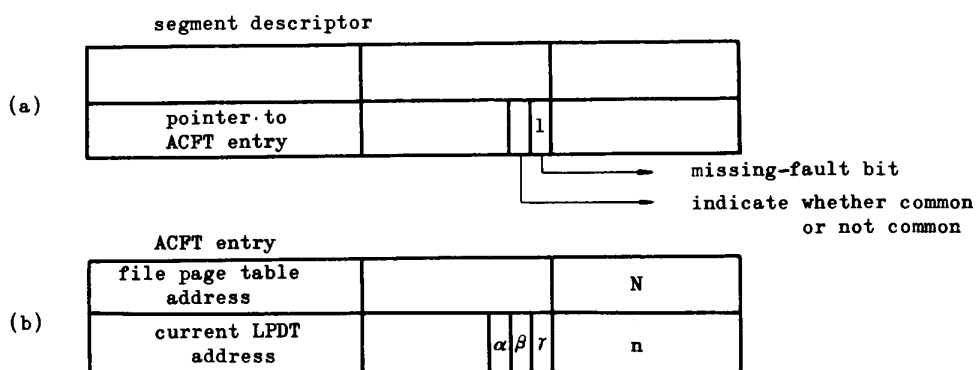 segment descriptor
(a)
pointer to
ACFT entry
1
missing-fault bit
indicate whether common
or not common
ACFT entry
(b)
file page table
address
N
current LPDT
address
α β γ
n